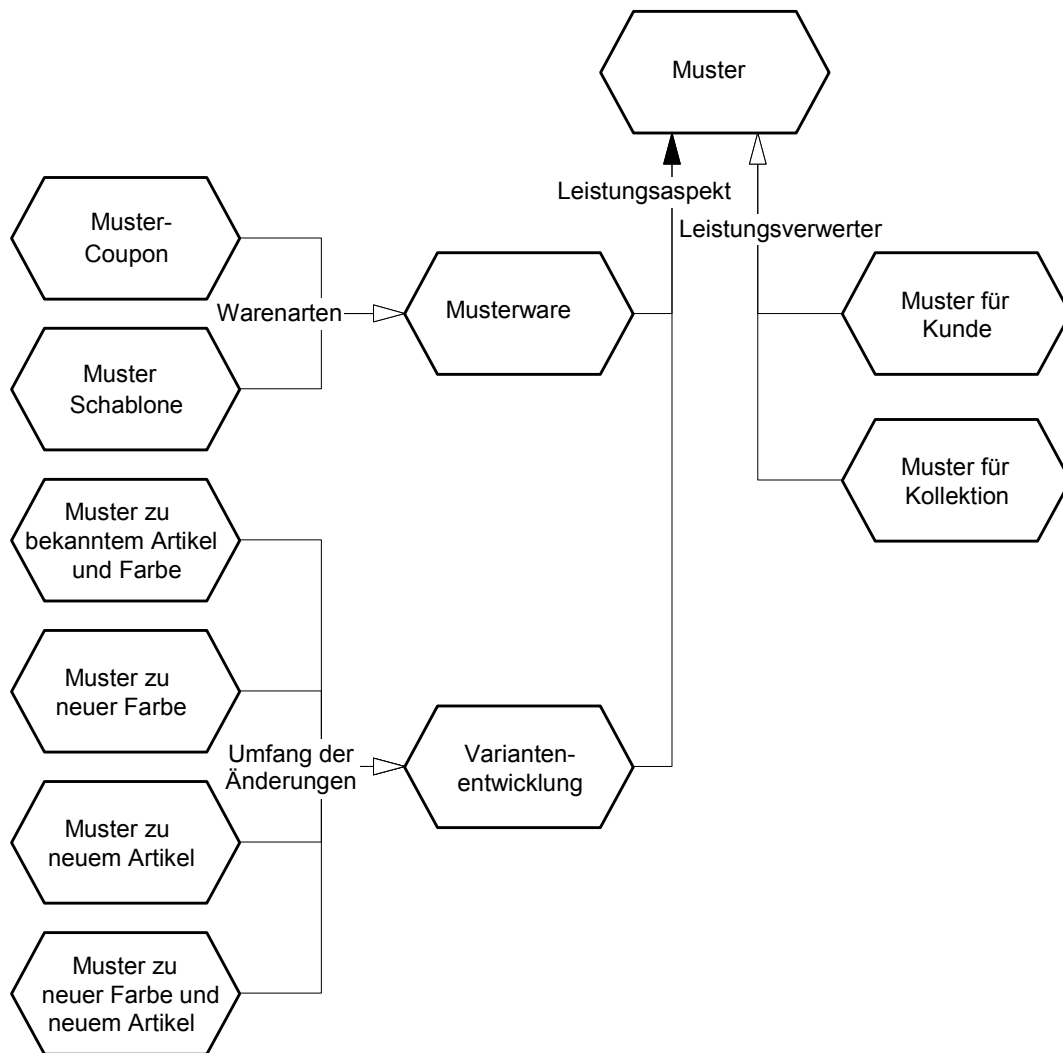 Muster
Leistungsaspekt
Leistungsverwerter
Muster-
Coupon
Warenarten
Musterware
Muster für
Kunde
Muster
Schablone
Muster für
Kollektion
Muster zu
bekanntem Artikel
und Farbe
Muster zu
neuer Farbe
Umfang der
Änderungen
Varianten-
entwicklung
Muster zu
neuem Artikel
Muster zu
neuer Farbe und
neuem Artikel